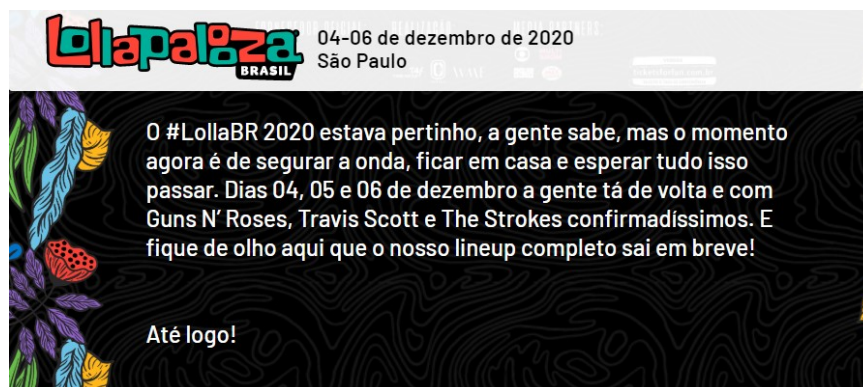 Lollapalooza
BRASIL
04-06 de dezembro de 2020
São Paulo
O #LollaBR 2020 estava pertinho, a gente sabe, mas o momento
agora é de segurar a onda, ficar em casa e esperar tudo isso
passar. Dias 04, 05 e 06 de dezembro a gente tá de volta e com
Guns N’ Roses, Travis Scott e The Strokes confirmadíssimos. E
fique de olho aqui que o nosso lineup completo sai em breve!
Até logo!